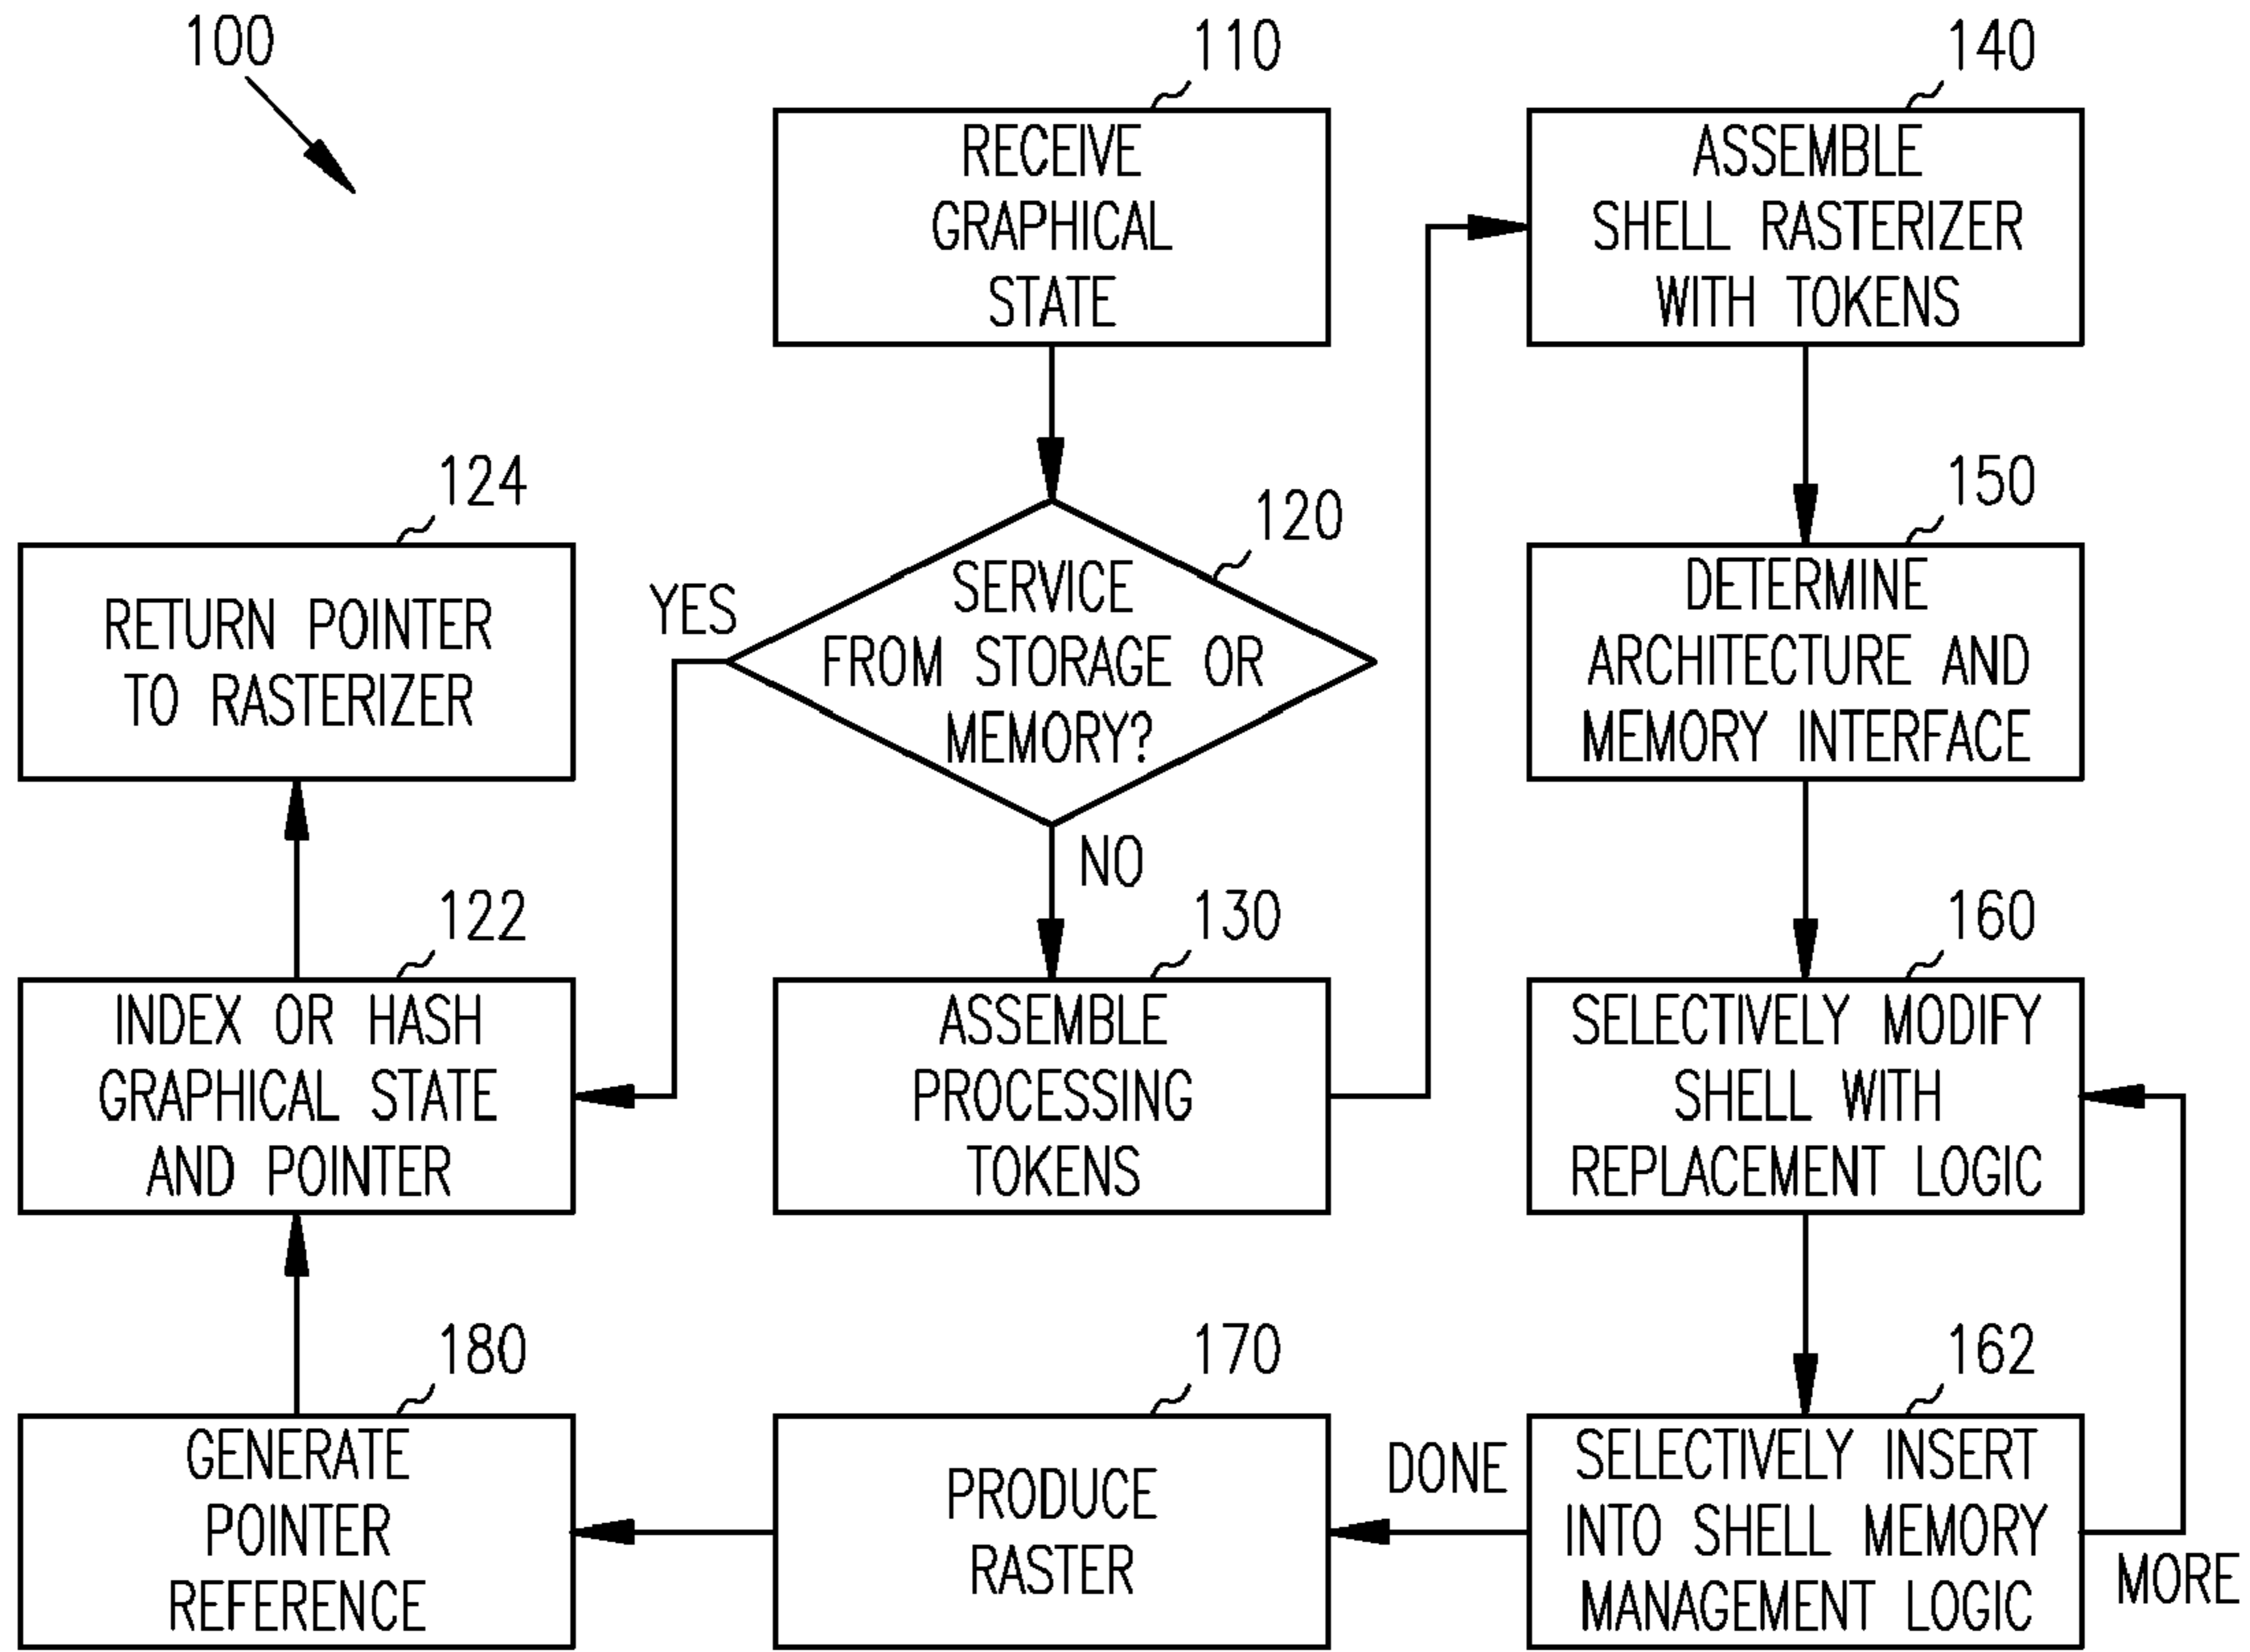 100
110
RECEIVE
GRAPHICAL
STATE
120
SERVICE
FROM STORAGE OR
MEMORY?
YES
NO
124
RETURN POINTER
TO RASTERIZER
122
INDEX OR HASH
GRAPHICAL STATE
AND POINTER
130
ASSEMBLE
PROCESSING
TOKENS
140
ASSEMBLE
SHELL RASTERIZER
WITH TOKENS
150
DETERMINE
ARCHITECTURE AND
MEMORY INTERFACE
160
SELECTIVELY MODIFY
SHELL WITH
REPLACEMENT LOGIC
162
SELECTIVELY INSERT
INTO SHELL MEMORY
MANAGEMENT LOGIC
MORE
DONE
170
PRODUCE
RASTER
180
GENERATE
POINTER
REFERENCE